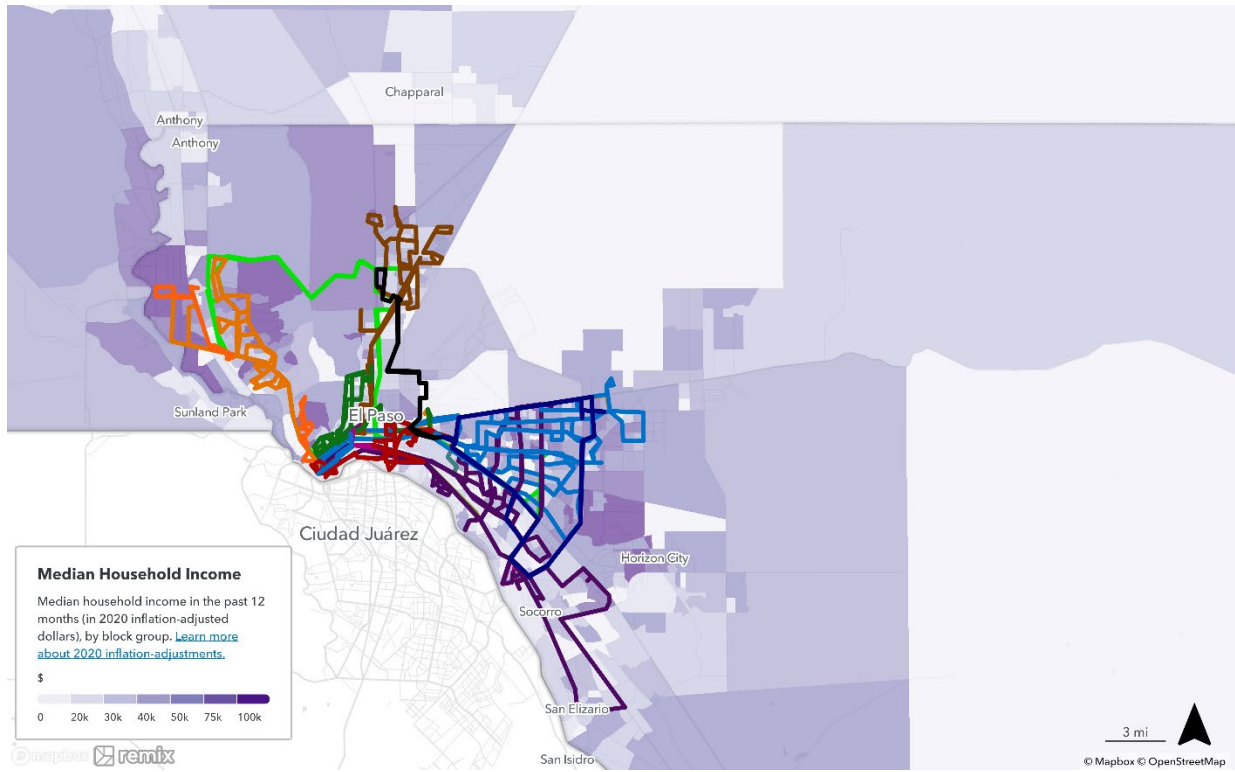 Chapparal
Anthony
Anthony
Sunland Park
El Paso
Ciudad Juárez
Horizon City
Socorro
San Elizario
San Isidro
Median Household Income
Median household income in the past 12
months (in 2020 inflation-adjusted
dollars), by block group. Learn more
about 2020 inflation-adjustments.
$
0 20k 30k 40k 50k 75k 100k
mapbox remix
3 mi
© Mapbox © OpenStreetMap